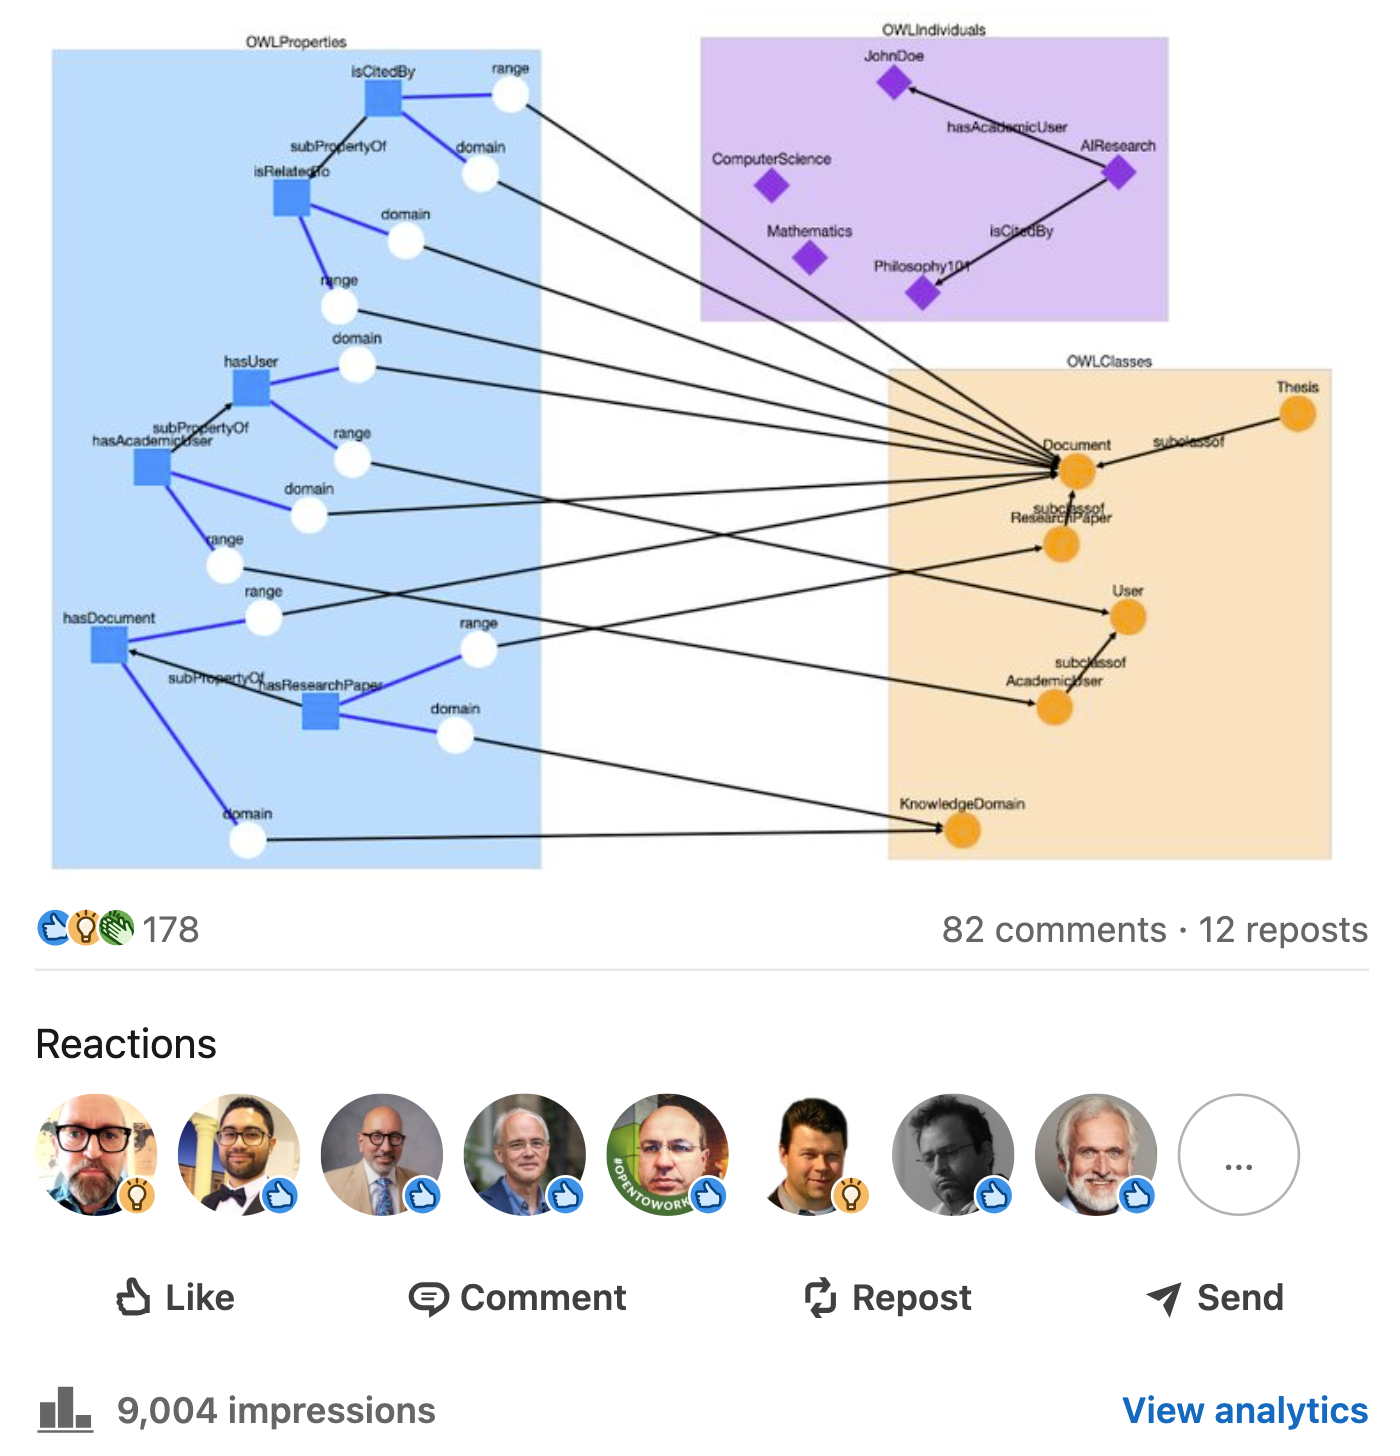 OWLProperties
isCitedBy
range
subPropertyOf
domain
isRelatedTo
domain
range
domain
hasUser
subPropertyOf
hasAcademicUser
range
domain
range
range
hasDocument
range
subPropertyOf
hasResearchPaper
domain
domain
OWLIndividuals
JohnDoe
hasAcademicUser
AIResearch
ComputerScience
isCitedBy
Mathematics
Philosophy101
OWLClasses
Thesis
subclassof
Document
subclassof
ResearchPaper
User
subclassof
AcademicUser
KnowledgeDomain
178
82 comments · 12 reposts
Reactions
#OPENTOWORK
...
Like Comment Repost Send
9,004 impressions View analytics